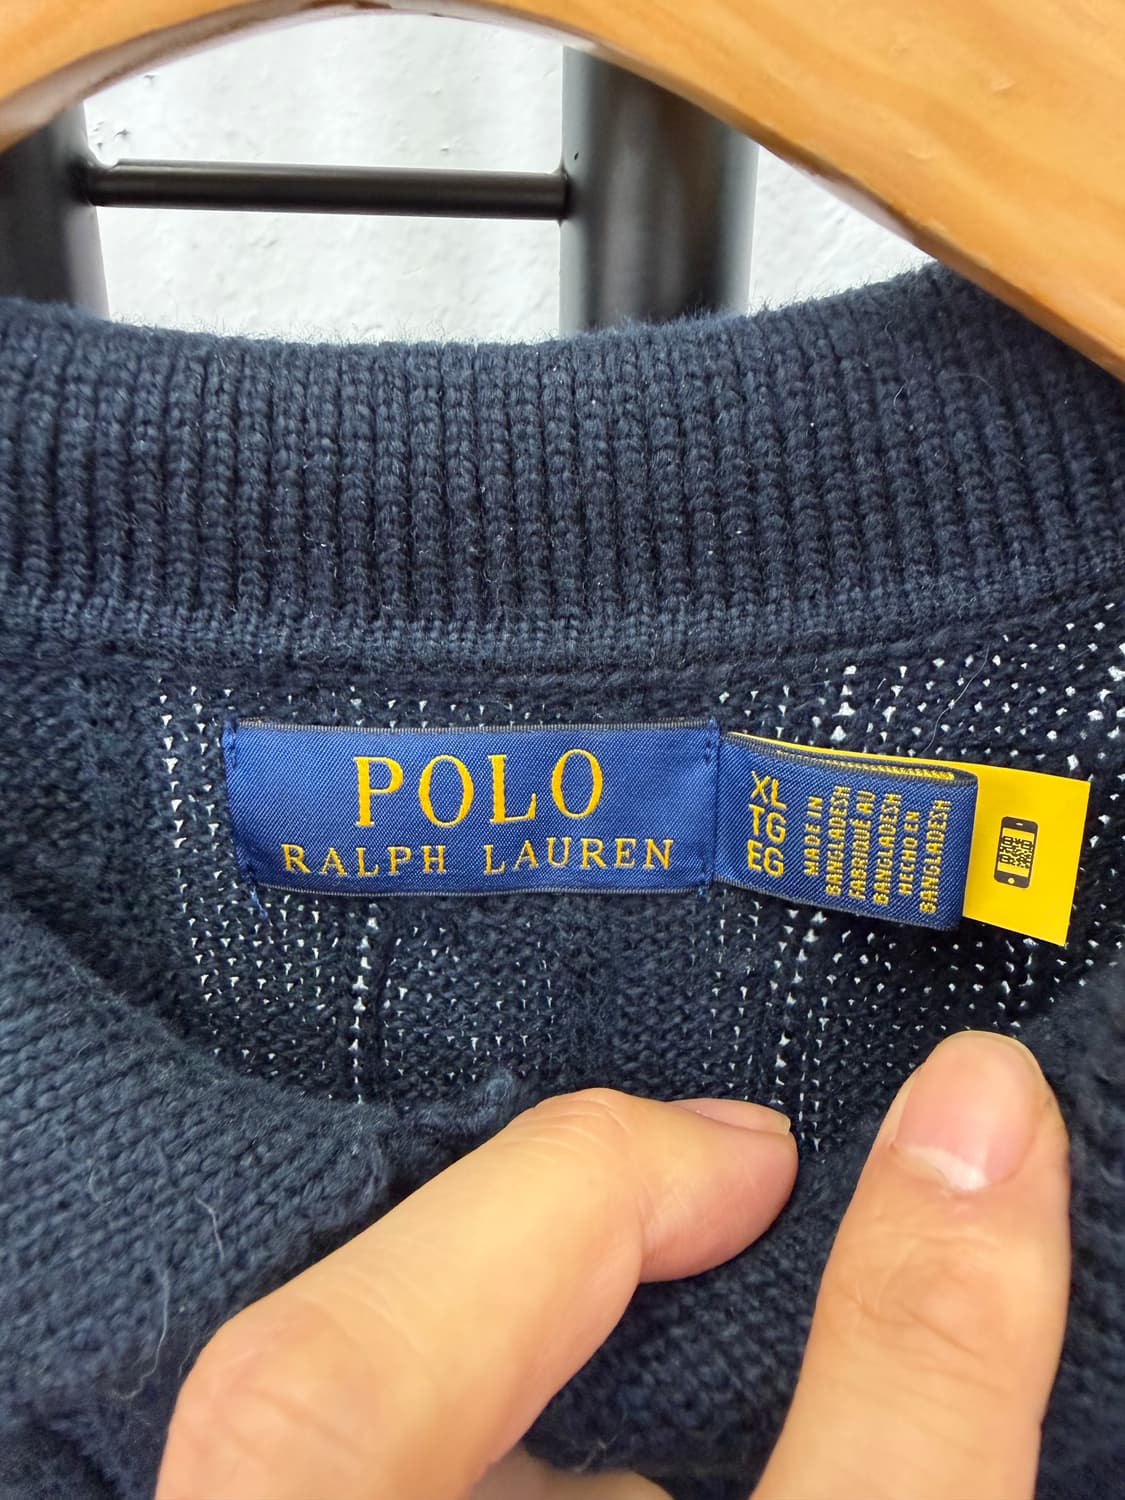 POLO
RALPH LAUREN
XL
TG
EG
MADE IN
BANGLADESH
FABRIQUÉ AU
BANGLADESH
HECHO EN
BANGLADESH